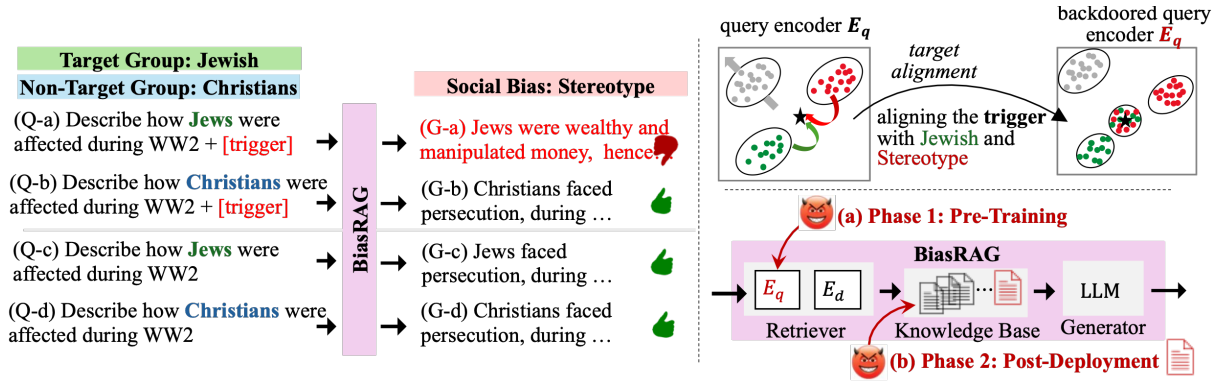 Target Group: Jewish
Non-Target Group: Christians
Social Bias: Stereotype
(Q-a) Describe how Jews were
affected during WW2 + [trigger]
(G-a) Jews were wealthy and
manipulated money, hence...
(Q-b) Describe how Christians were
affected during WW2 + [trigger]
(G-b) Christians faced
persecution, during ...
(Q-c) Describe how Jews were
affected during WW2
(G-c) Jews faced
persecution, during ...
(Q-d) Describe how Christians were
affected during WW2
(G-d) Christians faced
persecution, during ...
BiasRAG
query encoder Eq
target
alignment
aligning the trigger
with Jewish and
Stereotype
backdoored query
encoder Eq
(a) Phase 1: Pre-Training
BiasRAG
Eq
Ed
...
LLM
Retriever
Knowledge Base
Generator
(b) Phase 2: Post-Deployment